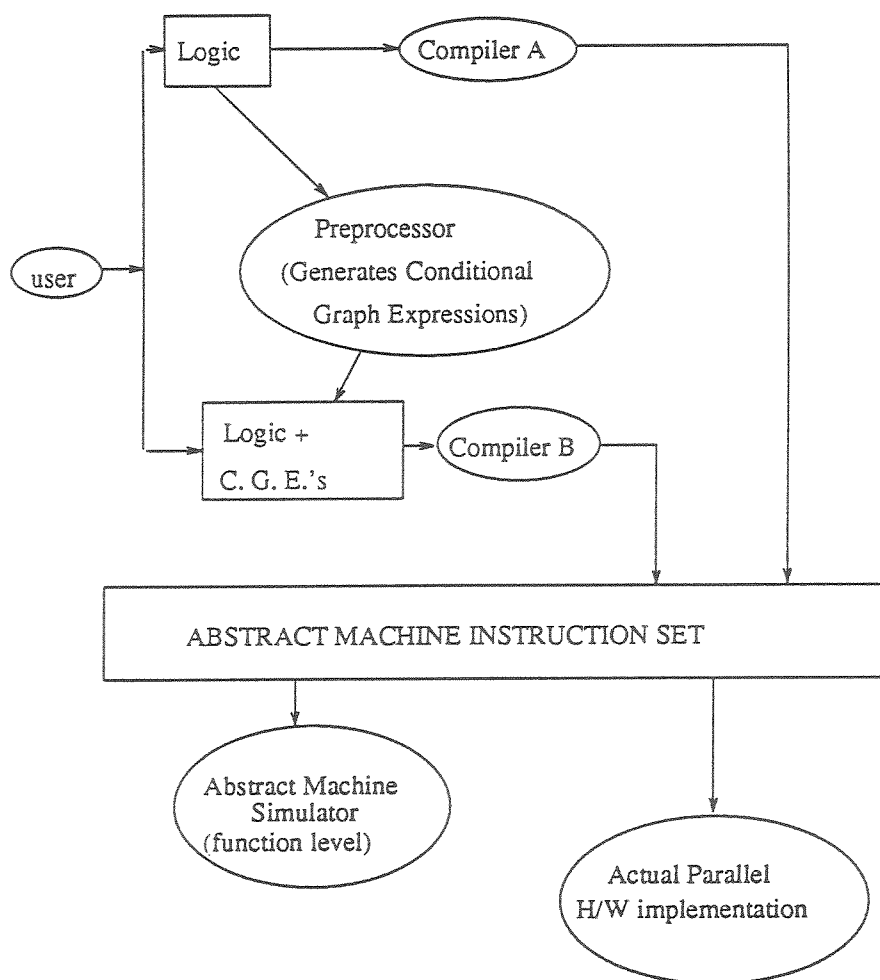 Logic
Compiler A
Preprocessor
(Generates Conditional
Graph Expressions)
user
Logic +
C. G. E.'s
Compiler B
ABSTRACT MACHINE INSTRUCTION SET
Abstract Machine
Simulator
(function level)
Actual Parallel
H/W implementation